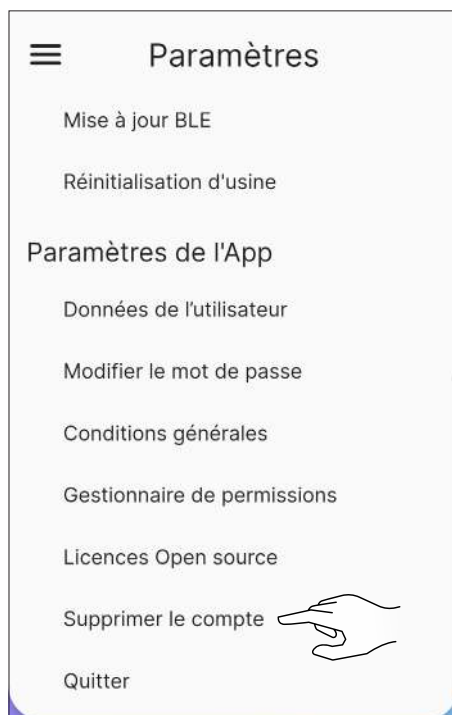 Paramètres
Mise à jour BLE
Réinitialisation d'usine
Paramètres de l'App
Données de l’utilisateur
Modifier le mot de passe
Conditions générales
Gestionnaire de permissions
Licences Open source
Supprimer le compte
Quitter